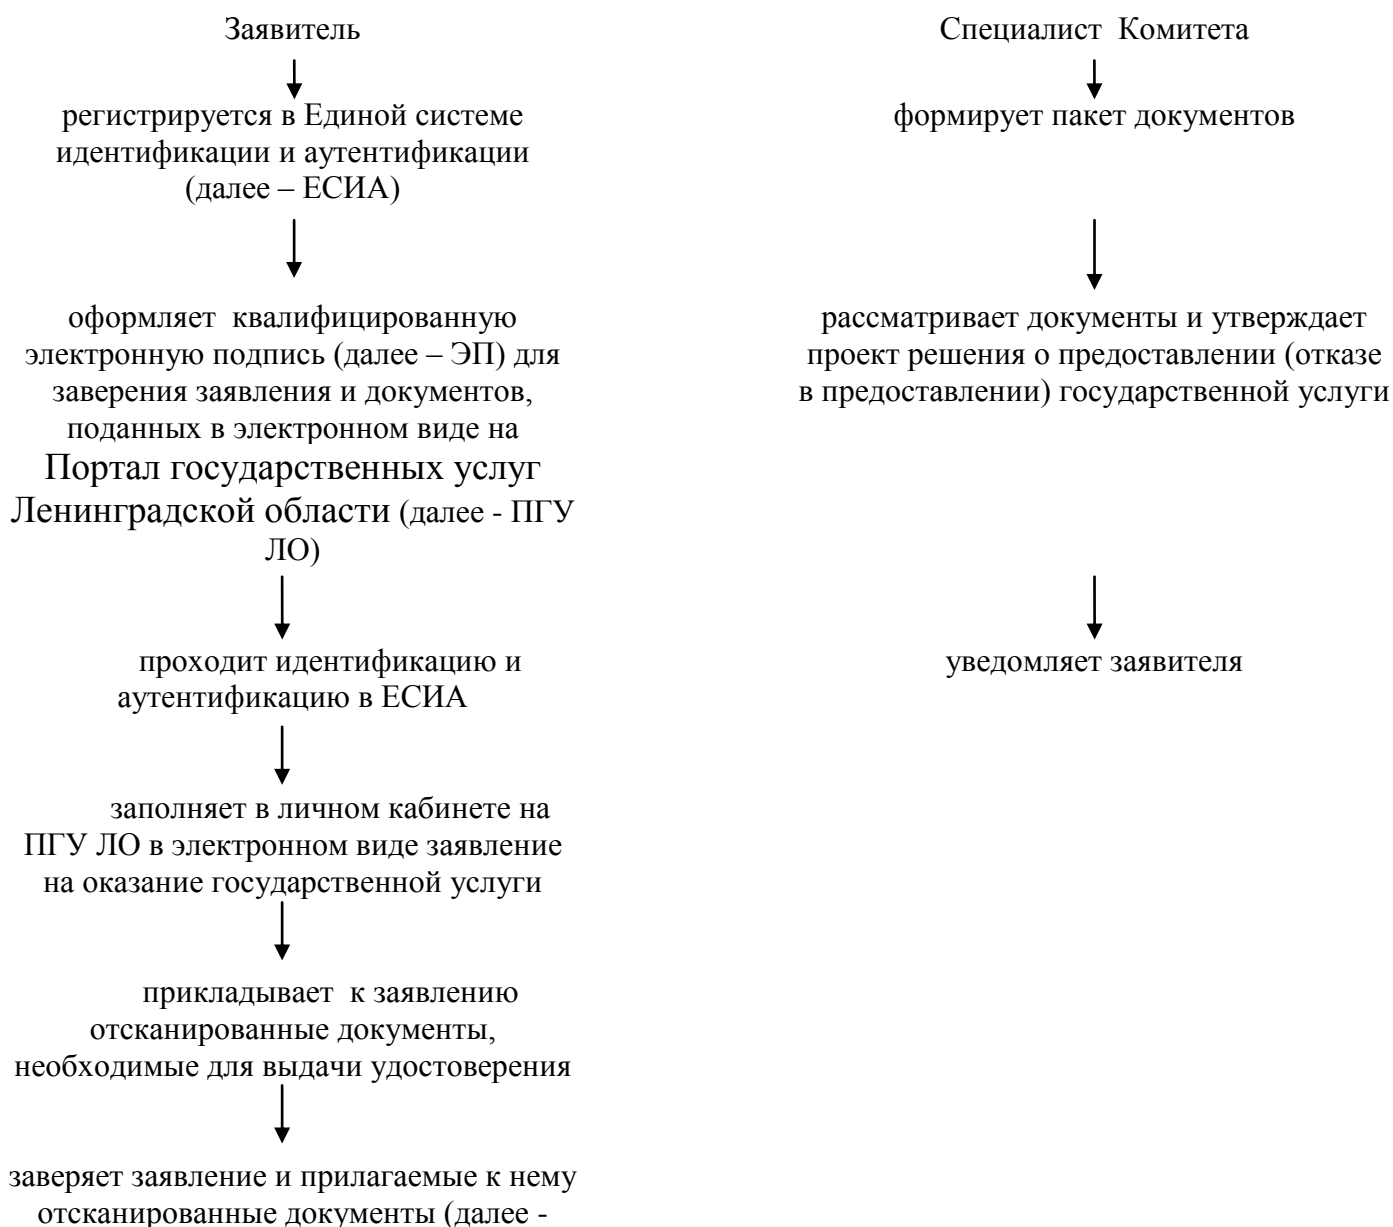 Заявитель
регистрируется в Единой системе
идентификации и аутентификации
(далее – ЕСИА)
оформляет квалифицированную
электронную подпись (далее – ЭП) для
заверения заявления и документов,
поданных в электронном виде на
Портал государственных услуг
Ленинградской области (далее - ПГУ
ЛО)
проходит идентификацию и
аутентификацию в ЕСИА
заполняет в личном кабинете на
ПГУ ЛО в электронном виде заявление
на оказание государственной услуги
прикладывает к заявлению
отсканированные документы,
необходимые для выдачи удостоверения
заверяет заявление и прилагаемые к нему
отсканированные документы (далее -
Специалист Комитета
формирует пакет документов
рассматривает документы и утверждает
проект решения о предоставлении (отказе
в предоставлении) государственной услуги
уведомляет заявителя